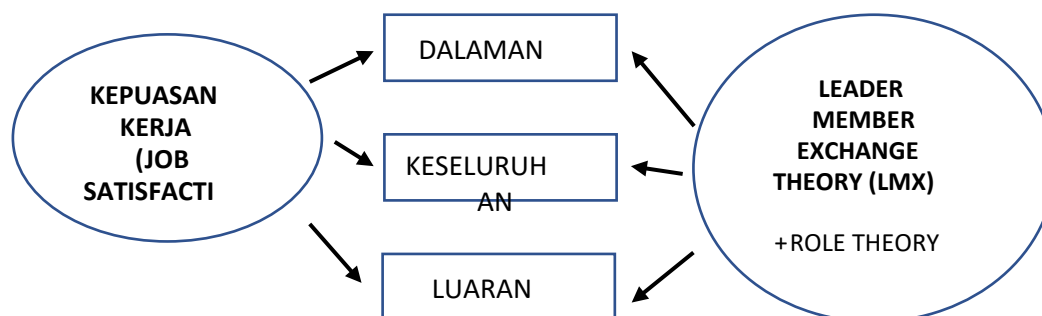 KEPUASAN
KERJA
(JOB
SATISFACTI
DALAMAN
KESELURUH
AN
LUARAN
LEADER
MEMBER
EXCHANGE
THEORY (LMX)
+ROLE THEORY